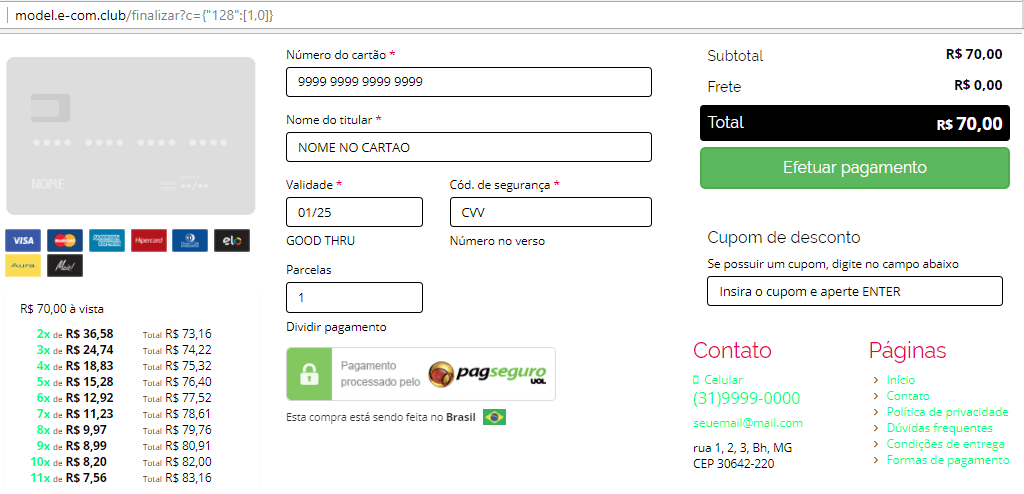 model.e-com.club/finalizar?c={"128":[1,0]}
NOME
VISA
MasterCard
AMERICAN EXPRESS
Hipercard
Diners Club
elo
Aura
R$ 70,00 à vista
2x de R$ 36,58 Total R$ 73,16
3x de R$ 24,74 Total R$ 74,22
4x de R$ 18,83 Total R$ 75,32
5x de R$ 15,28 Total R$ 76,40
6x de R$ 12,92 Total R$ 77,52
7x de R$ 11,23 Total R$ 78,61
8x de R$ 9,97 Total R$ 79,76
9x de R$ 8,99 Total R$ 80,91
10x de R$ 8,20 Total R$ 82,00
11x de R$ 7,56 Total R$ 83,16
Número do cartão *
9999 9999 9999 9999
Nome do titular *
NOME NO CARTAO
Validade *
01/25
GOOD THRU
Cód. de segurança *
CVV
Número no verso
Parcelas
1
Dividir pagamento
Pagamento
processado pelo
pagseguro
UOL
Esta compra está sendo feita no Brasil
Subtotal R$ 70,00
Frete R$ 0,00
Total R$ 70,00
Efetuar pagamento
Cupom de desconto
Se possuir um cupom, digite no campo abaixo
Insira o cupom e aperte ENTER
Contato
Celular
(31)9999-0000
seuemail@mail.com
rua 1, 2, 3, Bh, MG
CEP 30642-220
Páginas
Início
Contato
Política de privacidade
Dúvidas frequentes
Condições de entrega
Formas de pagamento